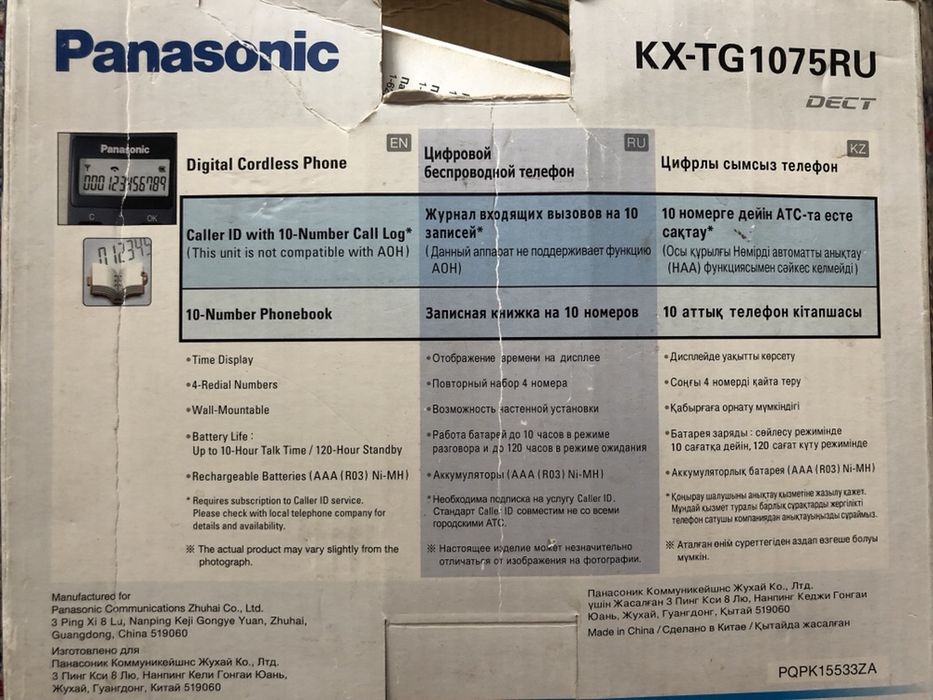 Panasonic
KX-TG1075RU
DECT
Panasonic
C OK
EN
Digital Cordless Phone
Caller ID with 10-Number Call Log*
(This unit is not compatible with AOH)
10-Number Phonebook
•Time Display
•4-Redial Numbers
•Wall-Mountable
•Battery Life :
Up to 10-Hour Talk Time / 120-Hour Standby
•Rechargeable Batteries (AAA (R03) Ni-MH)
* Requires subscription to Caller ID service.
Please check with local telephone company for
details and availability.
※ The actual product may vary slightly from the
photograph.
RU
Цифровой
беспроводной телефон
Журнал входящих вызовов на 10
записей*
(Данный аппарат не поддерживает функцию
АОН)
Записная книжка на 10 номеров
•Отображение времени на дисплее
•Повторный набор 4 номера
•Возможность настенной установки
•Работа батарей до 10 часов в режиме
разговора и до 120 часов в режиме ожидания
•Аккумуляторы (AAA (R03) Ni-MH)
*Необходима подписка на услугу Caller ID.
Стандарт Caller ID совместим не со всеми
городскими АТС.
※ Настоящее изделие может незначительно
отличаться от изображения на фотографии.
KZ
Цифрлы сымсыз телефон
10 номерге дейін АТС-та есте
сақтау*
(Осы құрылғы Нөмірді автоматты анықтау
(НАА) функциясымен сәйкес келмейді)
10 аттық телефон кітапшасы
•Дисплейде уақытты көрсету
•Соңғы 4 номерді қайта теру
•Қабырғаға орнату мүмкіндігі
•Батарея заряды: сөйлесу режимінде
10 сағатқа дейін, 120 сағат күту режимінде
•Аккумуляторлық батарея (AAA (R03) Ni-MH)
*Қоңырау шалушыны анықтау қызметіне жазылу қажет.
Мұндай қызмет туралы барлық сұрақтарды жергілікті
телефон сатушы компаниядан анықтауыңызды сұраймыз.
※ Аталған өнім суреттегіден аздап өзгеше болуы
мүмкін.
Manufactured for
Panasonic Communications Zhuhai Co., Ltd.
3 Ping Xi 8 Lu, Nanping Keji Gongye Yuan, Zhuhai,
Guangdong, China 519060
Изготовлено для
Панасоник Коммуникейшнс Жухай Ко., Лтд.
3 Пинг Кси 8 Лю, Нанпинг Кели Гонгаи Юань,
Жухай, Гуангдонг, Китай 519060
Панасоник Коммуникейшнс Жухай Ко., Лтд.
үшін Жасалған 3 Пинг Кси 8 Лю, Нанпинг Кеджи Гонгаи
Юань, Жухай, Гуангдонг, Қытай 519060
Made in China / Сделано в Китае / Қытайда жасалған
PQPK15533ZA